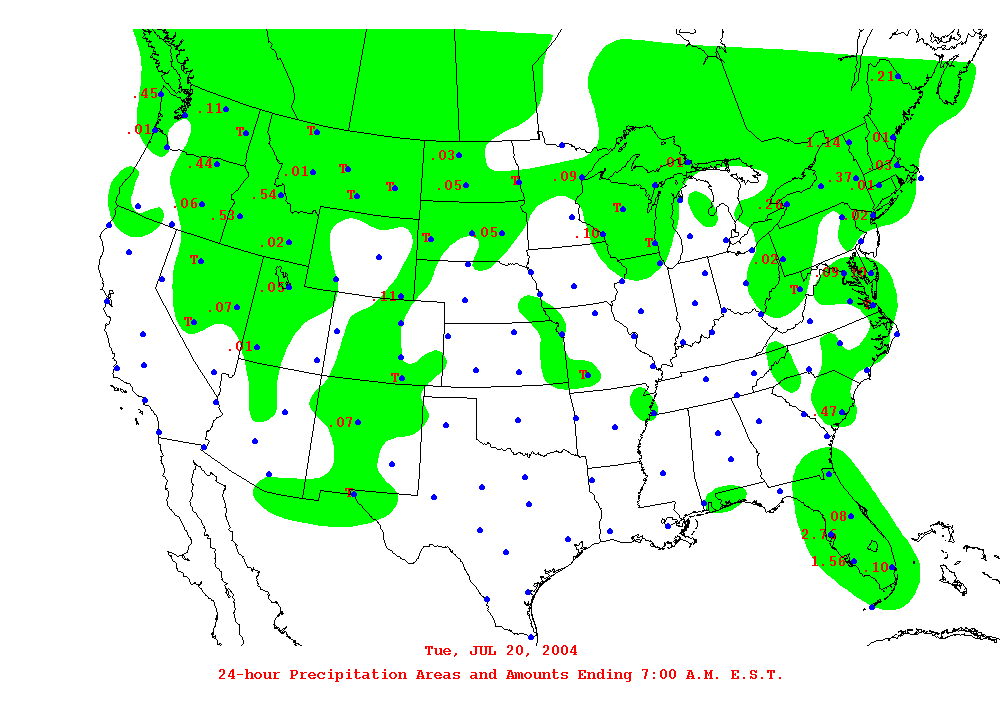 .21
.45
.11
.01
T
T
.01
1.14
.03
.01
.03
.44
.01
T
.09
.37
T
.05
T
.01
.54
.06
.26
T
.53
.02
.05
.10
T
.02
T
.02
T
.09
.10
.05
T
.11
.07
T
.01
T
T
.47
.07
T
.08
2.76
1.56
.10
Tue, JUL 20, 2004
24-hour Precipitation Areas and Amounts Ending 7:00 A.M. E.S.T.